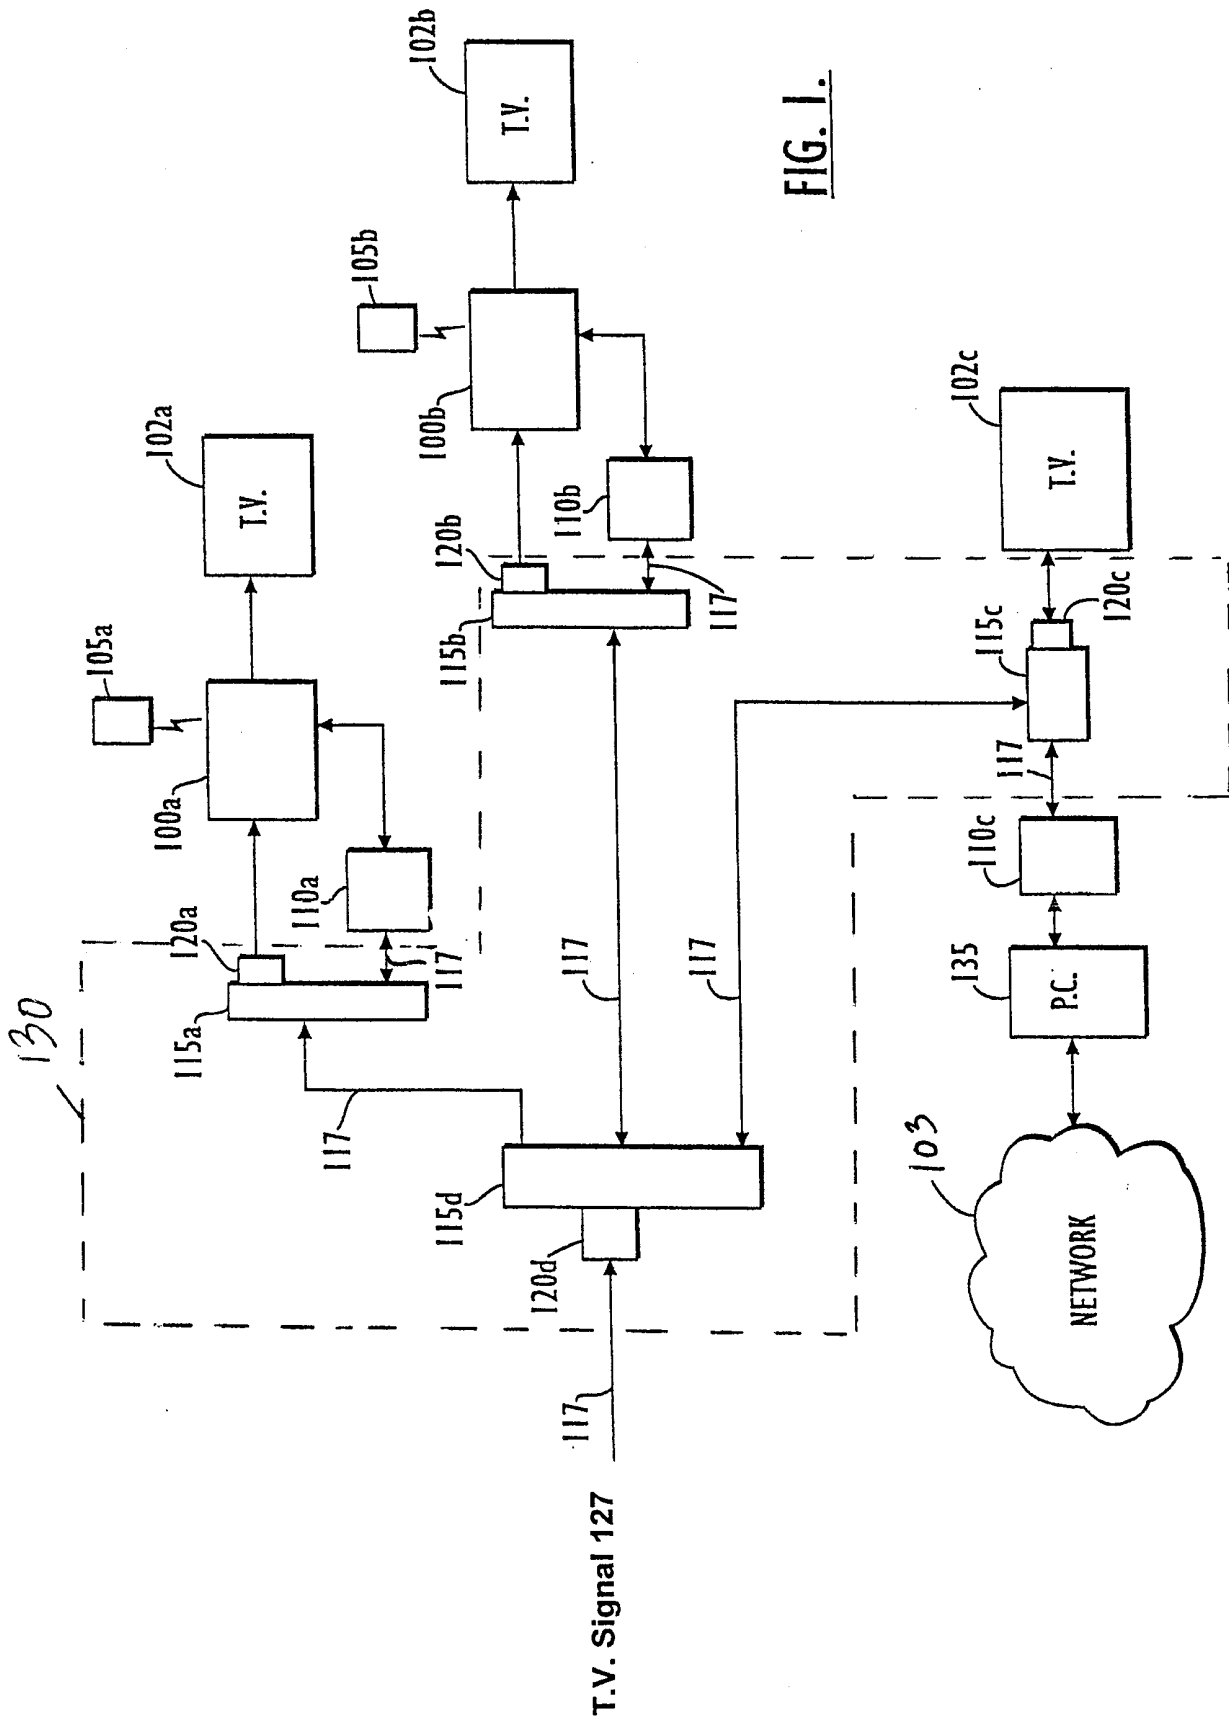 130
105a
102a
T.V.
100a
120a
110a
115a
117
117
105b
102b
T.V.
100b
120b
110b
115b
117
117
117
115d
120d
117
T.V. Signal 127
102c
T.V.
120c
115c
117
110c
135
P.C.
103
NETWORK
FIG. 1.